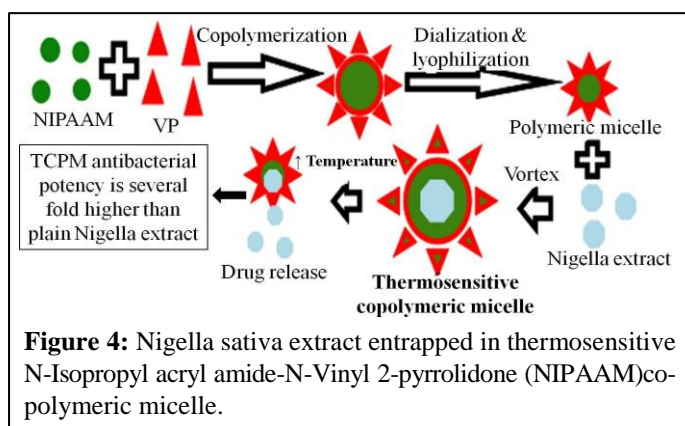 Copolymerization
Dialization &
lyophilization
NIPAAM
VP
Polymeric micelle
TCPM antibacterial
potency is several
fold higher than
plain Nigella extract
↑ Temperature
Vortex
Drug release
Thermosensitive
copolymeric micelle
Nigella extract
Figure 4: Nigella sativa extract entrapped in thermosensitive
N-Isopropyl acryl amide-N-Vinyl 2-pyrrolidone (NIPAAM)co-
polymeric micelle.